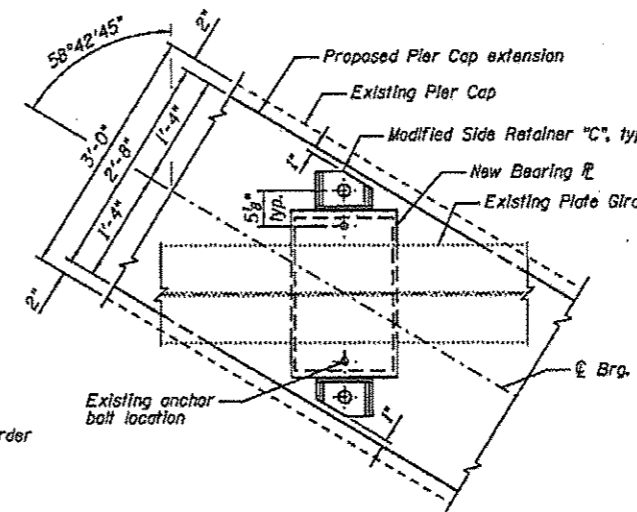 58°42'45"
2"
Proposed Pier Cap extension
Existing Pier Cap
Modified Side Retainer "C", typ
1"
New Bearing ⅊
Existing Plate Gird
3'-0"
2'-8"
1'-4"
1'-4"
5⅛"
typ.
2"
℄ Brg.
Existing anchor
bolt location
1"
rder